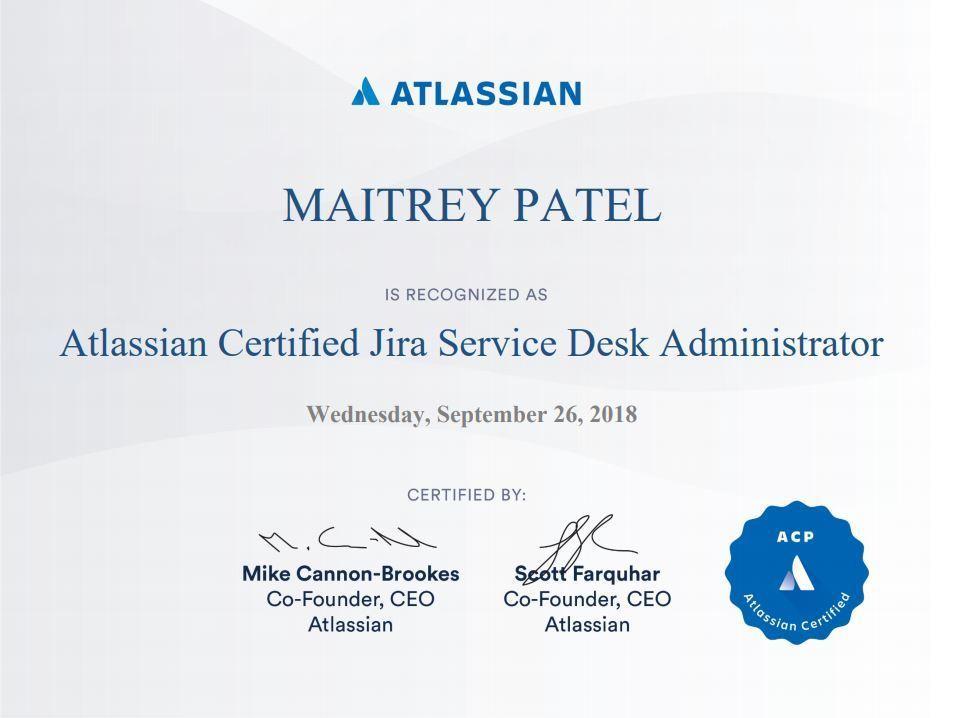 ATLASSIAN
MAITREY PATEL
IS RECOGNIZED AS
Atlassian Certified Jira Service Desk Administrator
Wednesday, September 26, 2018
CERTIFIED BY:
Mike Cannon-Brookes
Co-Founder, CEO
Atlassian
Scott Farquhar
Co-Founder, CEO
Atlassian
ACP
Atlassian Certified